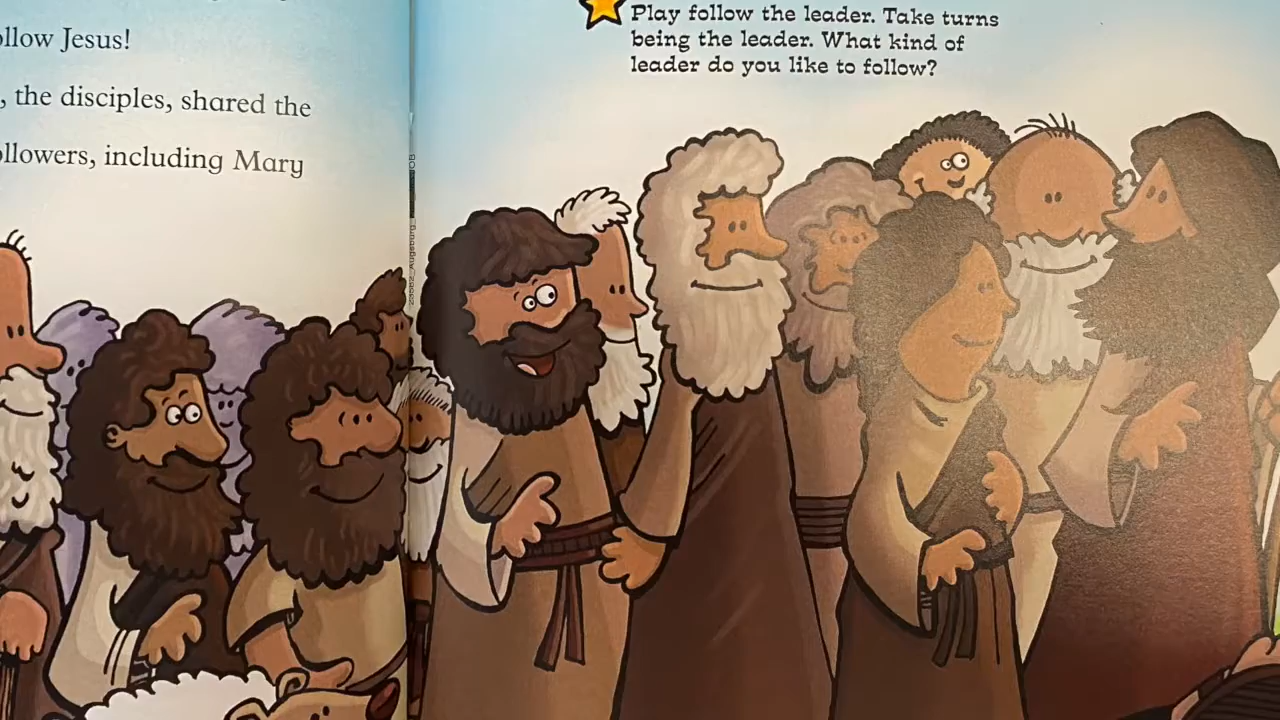 ollow Jesus!
, the disciples, shared the
ollowers, including Mary
Play follow the leader. Take turns
being the leader. What kind of
leader do you like to follow?